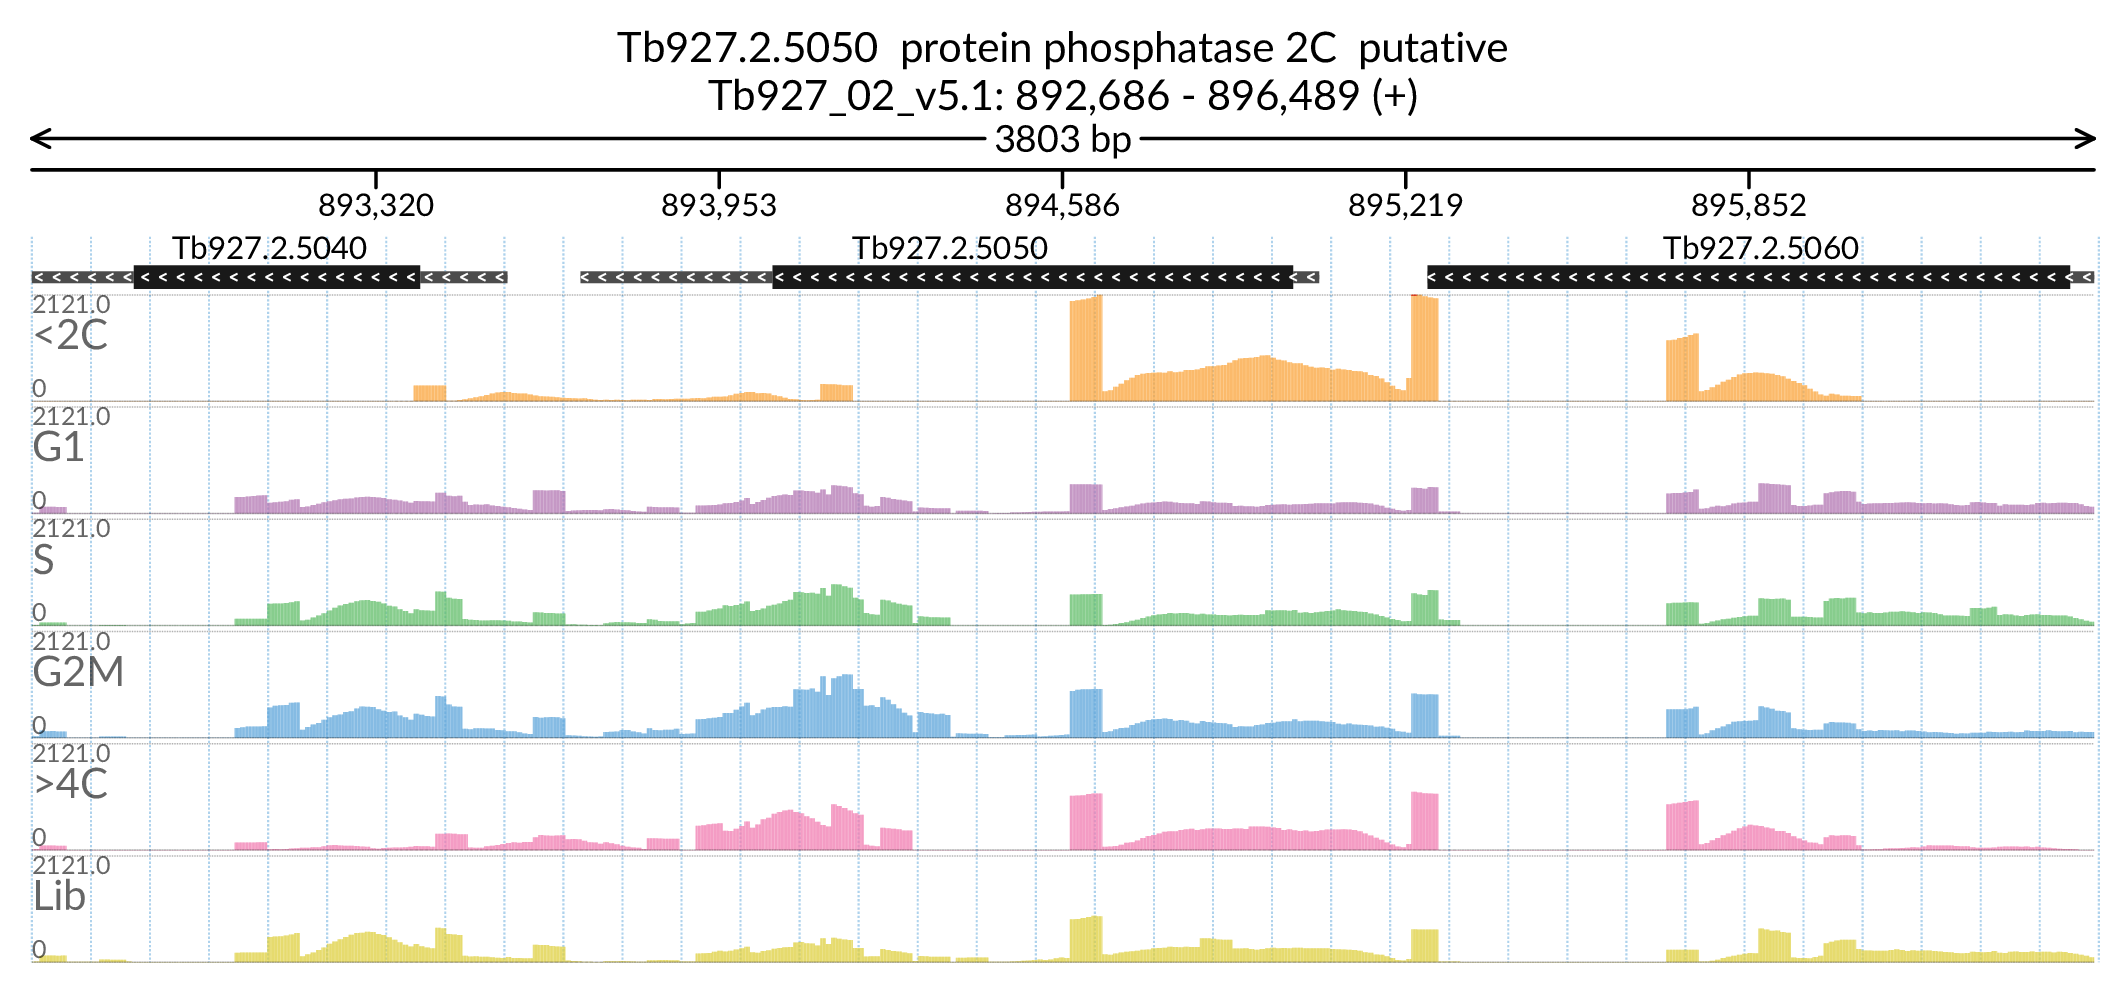 Tb927.2.5050 protein phosphatase 2C putative
Tb927_02_v5.1: 892,686 - 896,489 (+)
3803 bp
893,320 893,953 894,586 895,219 895,852
Tb927.2.5040 Tb927.2.5050 Tb927.2.5060
2121.0
<2C
0
2121.0
G1
0
2121.0
S
0
2121.0
G2M
0
2121.0
>4C
0
2121.0
Lib
0